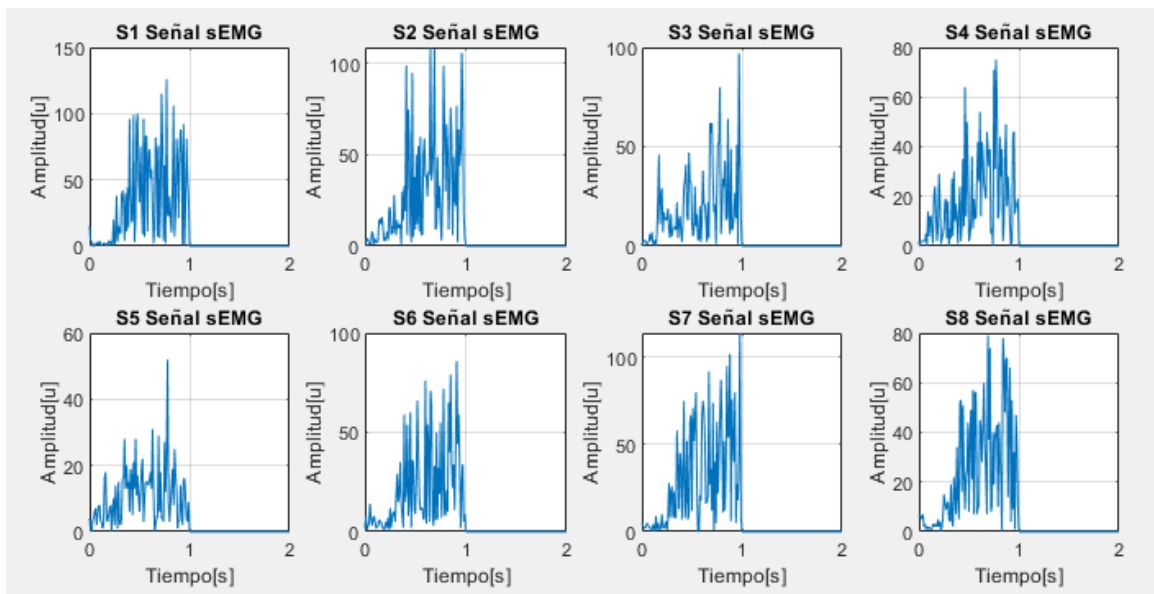 S1 Señal sEMG
150
100
50
0
Amplitud[u]
0 1 2
Tiempo[s]
S2 Señal sEMG
100
50
0
Amplitud[u]
0 1 2
Tiempo[s]
S3 Señal sEMG
100
50
0
Amplitud[u]
0 1 2
Tiempo[s]
S4 Señal sEMG
80
60
40
20
0
Amplitud[u]
0 1 2
Tiempo[s]
S5 Señal sEMG
60
40
20
0
Amplitud[u]
0 1 2
Tiempo[s]
S6 Señal sEMG
100
50
0
Amplitud[u]
0 1 2
Tiempo[s]
S7 Señal sEMG
100
50
0
Amplitud[u]
0 1 2
Tiempo[s]
S8 Señal sEMG
80
60
40
20
0
Amplitud[u]
0 1 2
Tiempo[s]